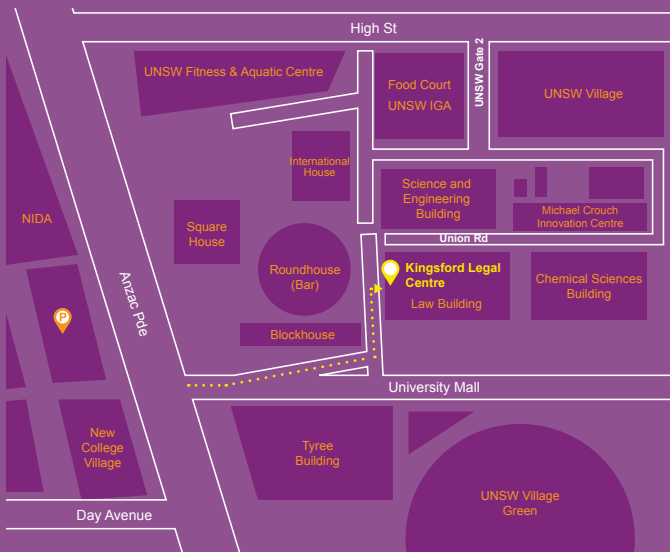 High St
UNSW Fitness & Aquatic Centre
Food Court
UNSW IGA
UNSW Gate 2
UNSW Village
International
House
Science and
Engineering
Building
Michael Crouch
Innovation Centre
NIDA
Square
House
Union Rd
Roundhouse
(Bar)
Kingsford Legal
Centre
Law Building
Chemical Sciences
Building
Anzac Pde
P
Blockhouse
University Mall
New
College
Village
Tyree
Building
UNSW Village
Green
Day Avenue